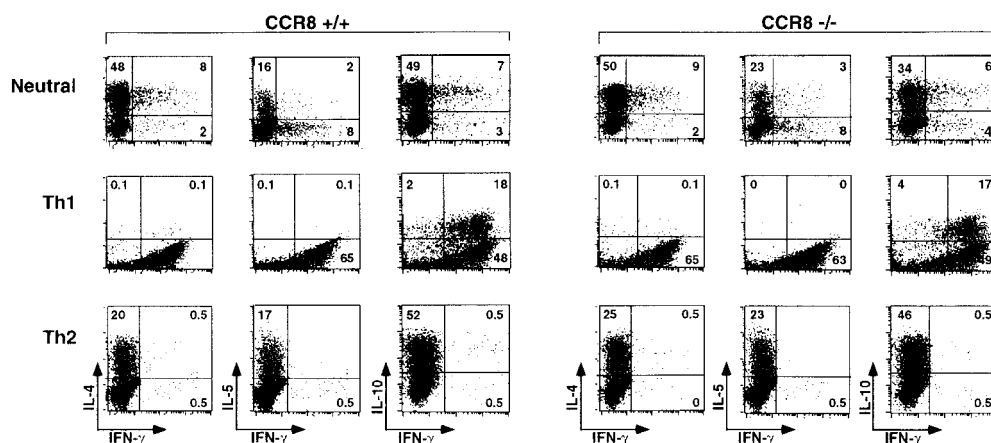 CCR8 +/+ CCR8 -/-
Neutral
48 8 16 2 49 7 50 9 23 3 34 6
2 8 3 2 8 4
Th1
0.1 0.1 0.1 0.1 2 18 0.1 0.1 0 0 4 17
65 48 65 63
Th2
20 0.5 17 0.5 52 0.5 25 0.5 23 0.5 46 0.5
0.5 0.5 0.5 0 0.5 0.5
IL-4 IL-5 IL-10 IL-4 IL-5 IL-10
IFN-γ IFN-γ IFN-γ IFN-γ IFN-γ IFN-γ